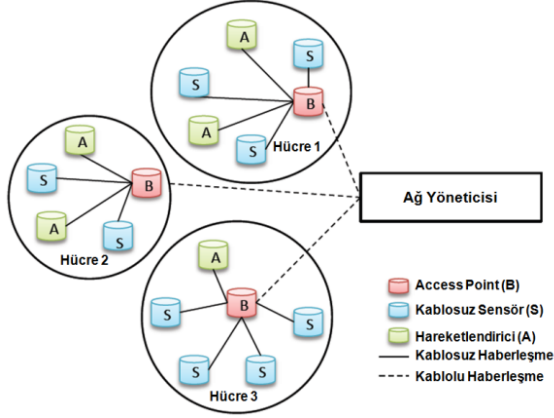 A
S
S
B
A
S
Hücre 1
A
S
B
A
S
Hücre 2
Ağ Yöneticisi
A
S
B
S
S
S
Hücre 3
Access Point (B)
Kablosuz Sensör (S)
Hareketlendirici (A)
Kablosuz Haberleşme
Kablolu Haberleşme